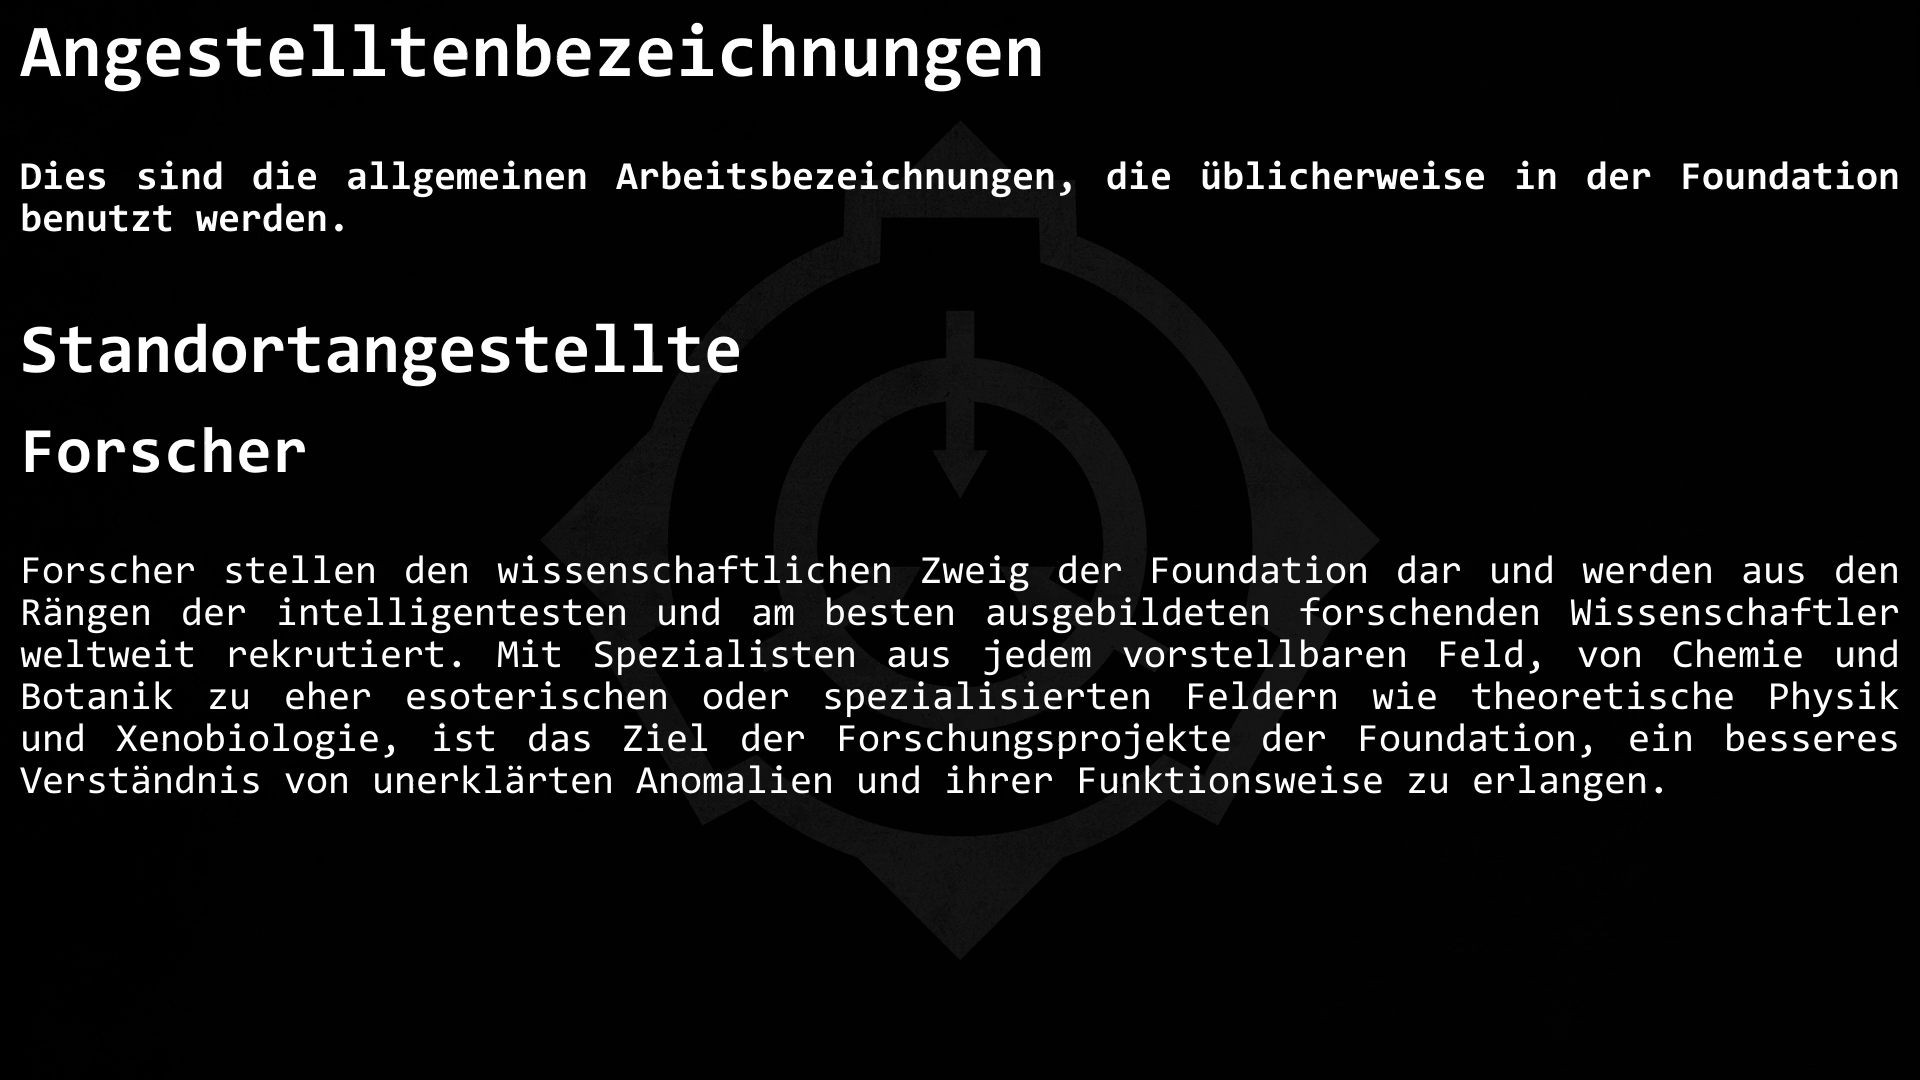 Angestelltenbezeichnungen
Dies sind die allgemeinen Arbeitsbezeichnungen, die üblicherweise in der Foundation
benutzt werden.
Standortangestellte
Forscher
Forscher stellen den wissenschaftlichen Zweig der Foundation dar und werden aus den
Rängen der intelligentesten und am besten ausgebildeten forschenden Wissenschaftler
weltweit rekrutiert. Mit Spezialisten aus jedem vorstellbaren Feld, von Chemie und
Botanik zu eher esoterischen oder spezialisierten Feldern wie theoretische Physik
und Xenobiologie, ist das Ziel der Forschungsprojekte der Foundation, ein besseres
Verständnis von unerklärten Anomalien und ihrer Funktionsweise zu erlangen.